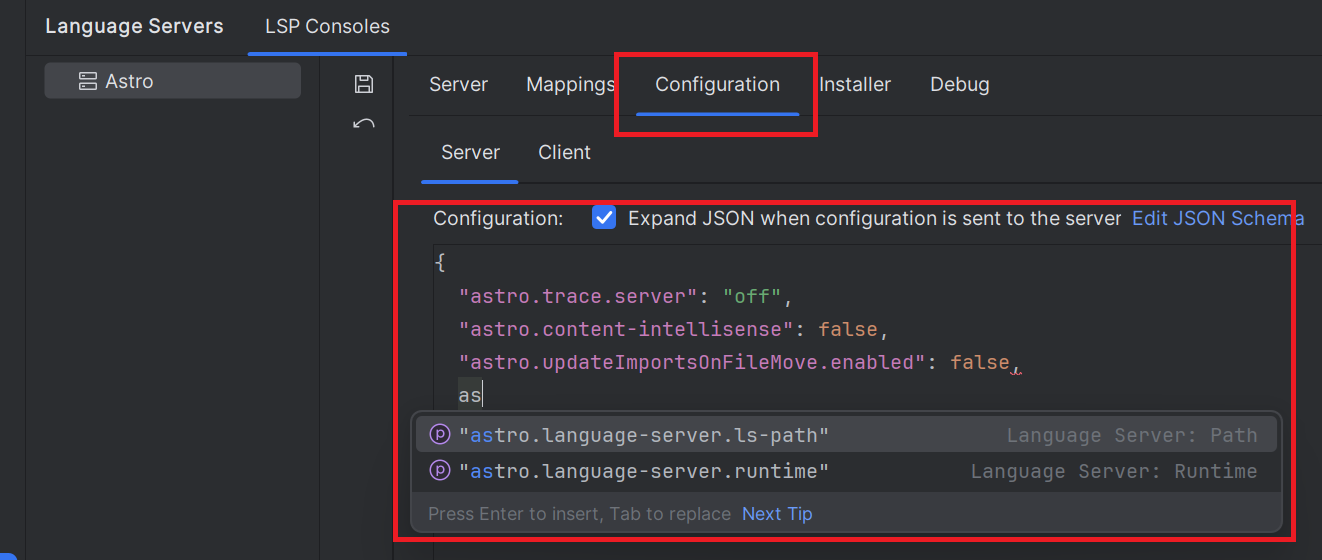 Language Servers LSP Consoles
Astro
Server Mappings Configuration Installer Debug
Server Client
Configuration: Expand JSON when configuration is sent to the server Edit JSON Schema
{
"astro.trace.server": "off",
"astro.content-intellisense": false,
"astro.updateImportsOnFileMove.enabled": false,
as
"astro.language-server.ls-path" Language Server: Path
"astro.language-server.runtime" Language Server: Runtime
Press Enter to insert, Tab to replace Next Tip